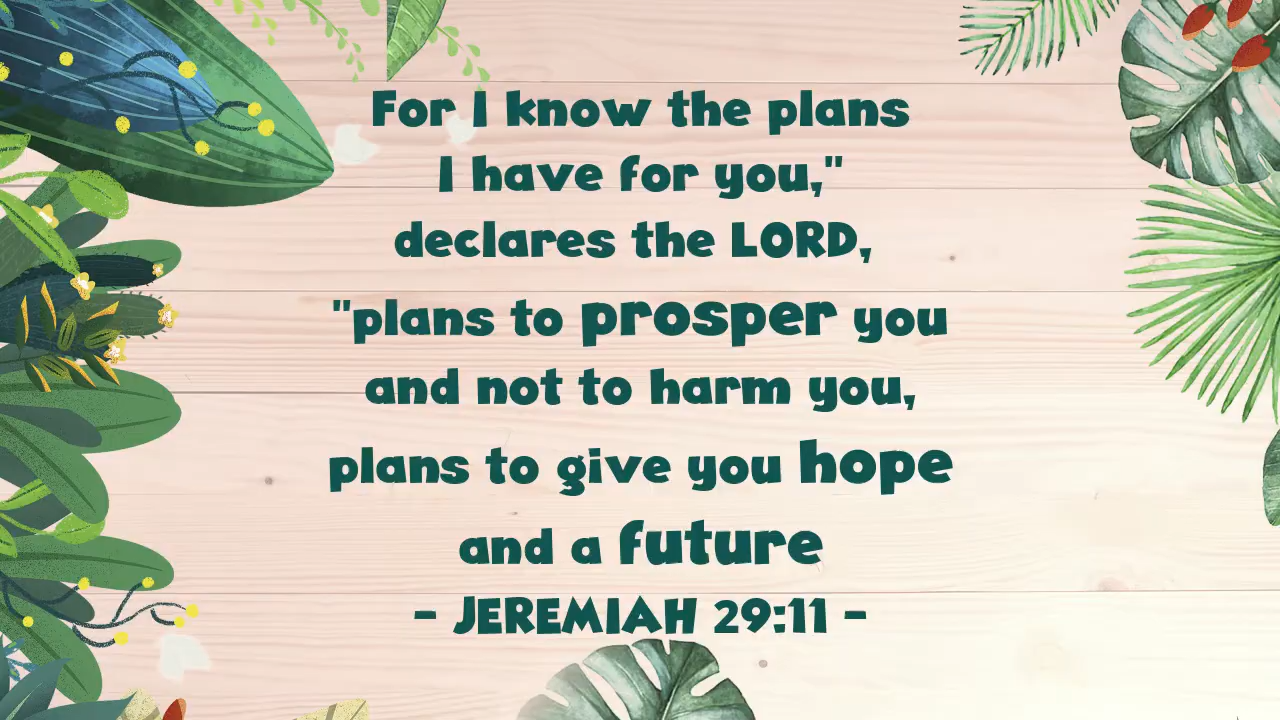 For I know the plans
I have for you,"
declares the LORD,
"plans to prosper you
and not to harm you,
plans to give you hope
and a future
- JEREMIAH 29:11 -